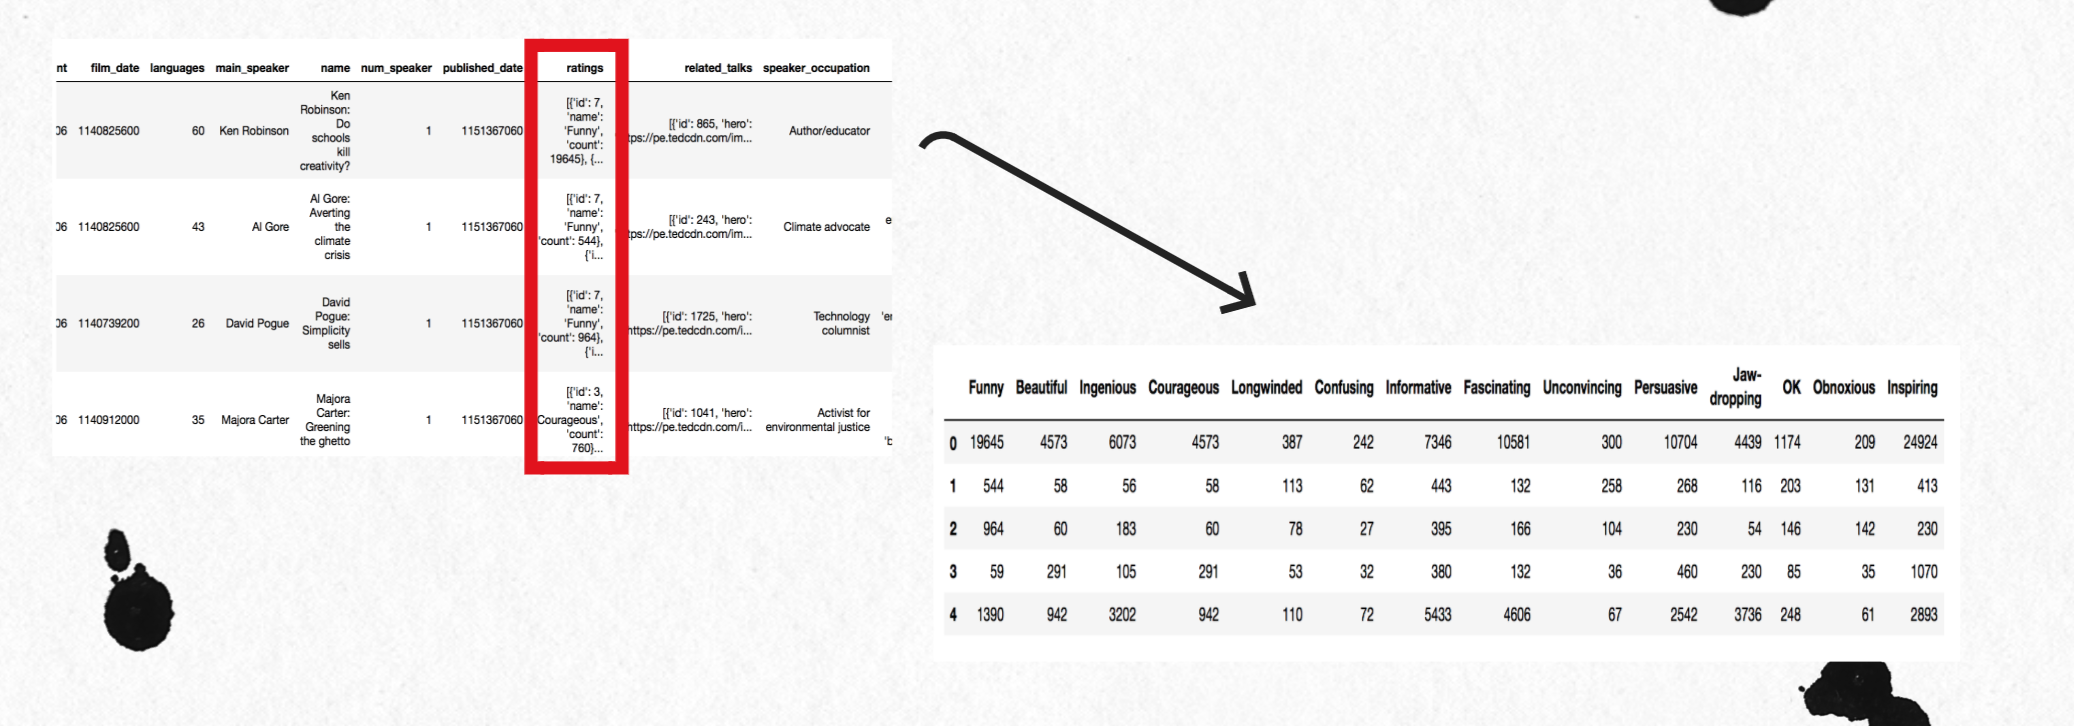 nt film_date languages main_speaker name num_speaker published_date ratings related_talks speaker_occupation
Ken
Robinson:
Do
schools
kill
creativity?
06 1140825600 60 Ken Robinson 1 1151367060
[{'id': 7,
'name':
'Funny',
'count':
19645}, {...
[{'id': 865, 'hero':
tps://pe.tedcdn.com/im...
Author/educator
Al Gore:
Averting
the
climate
crisis
06 1140825600 43 Al Gore 1 1151367060
[{'id': 7,
'name':
'Funny',
'count': 544},
{'i...
[{'id': 243, 'hero':
tps://pe.tedcdn.com/im...
Climate advocate
e
David
Pogue:
Simplicity
sells
06 1140739200 26 David Pogue 1 1151367060
[{'id': 7,
'name':
'Funny',
'count': 964},
{'i...
[{'id': 1725, 'hero':
https://pe.tedcdn.com/i...
Technology
columnist
'er
Majora
Carter:
Greening
the ghetto
06 1140912000 35 Majora Carter 1 1151367060
[{'id': 3,
'name':
Courageous',
'count':
760}...
[{'id': 1041, 'hero':
https://pe.tedcdn.com/i...
Activist for
environmental justice
'b
Funny Beautiful Ingenious Courageous Longwinded Confusing Informative Fascinating Unconvincing Persuasive Jaw-
dropping OK Obnoxious Inspiring
0 19645 4573 6073 4573 387 242 7346 10581 300 10704 4439 1174 209 24924
1 544 58 56 58 113 62 443 132 258 268 116 203 131 413
2 964 60 183 60 78 27 395 166 104 230 54 146 142 230
3 59 291 105 291 53 32 380 132 36 460 230 85 35 1070
4 1390 942 3202 942 110 72 5433 4606 67 2542 3736 248 61 2893